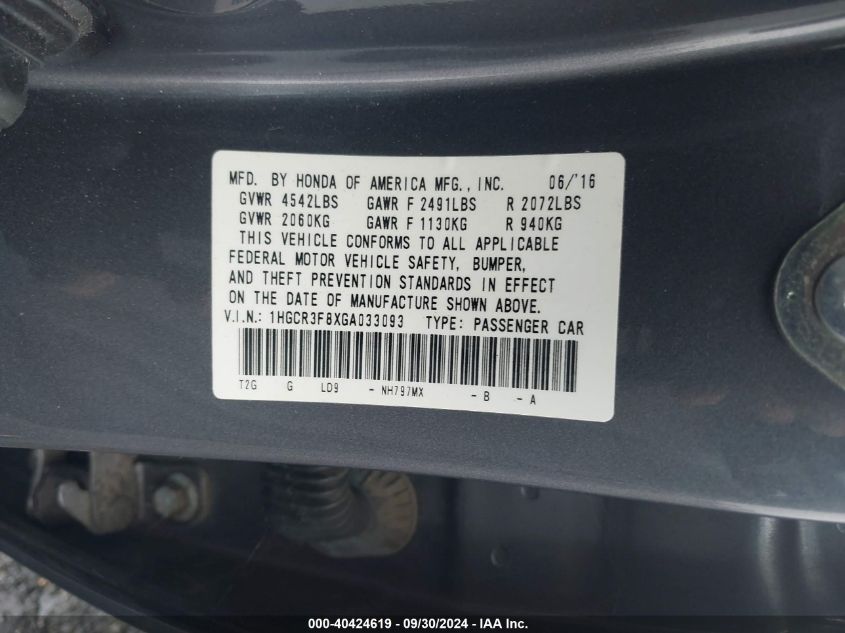 MFD. BY HONDA OF AMERICA MFG., INC. 06/'16
GVWR 4542LBS GAWR F 2491LBS R 2072LBS
GVWR 2060KG GAWR F 1130KG R 940KG
THIS VEHICLE CONFORMS TO ALL APPLICABLE
FEDERAL MOTOR VEHICLE SAFETY, BUMPER,
AND THEFT PREVENTION STANDARDS IN EFFECT
ON THE DATE OF MANUFACTURE SHOWN ABOVE.
V.I.N.: 1HGCR3F8XGA033093 TYPE: PASSENGER CAR
T2G G LD9 - NH797MX - B - A
000-40424619 - 09/30/2024 - IAA Inc.